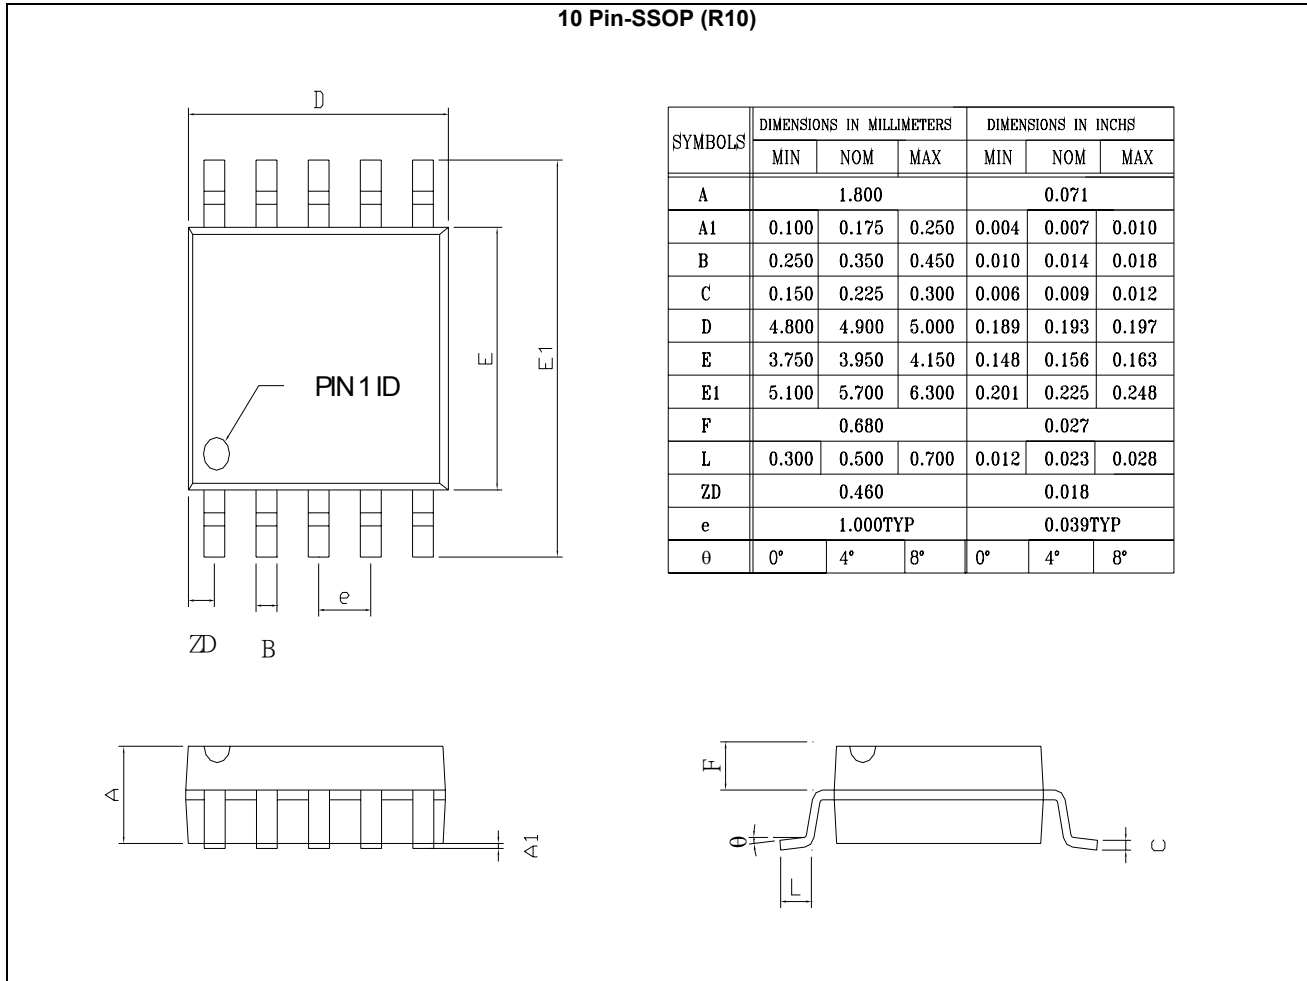 10 Pin-SSOP (R10)
D
E
E1
PIN 1 ID
ZD
B
e
SYMBOLS DIMENSIONS IN MILLIMETERS DIMENSIONS IN INCHS
MIN NOM MAX MIN NOM MAX
A 1.800 0.071
A1 0.100 0.175 0.250 0.004 0.007 0.010
B 0.250 0.350 0.450 0.010 0.014 0.018
C 0.150 0.225 0.300 0.006 0.009 0.012
D 4.800 4.900 5.000 0.189 0.193 0.197
E 3.750 3.950 4.150 0.148 0.156 0.163
E1 5.100 5.700 6.300 0.201 0.225 0.248
F 0.680 0.027
L 0.300 0.500 0.700 0.012 0.023 0.028
ZD 0.460 0.018
e 1.000TYP 0.039TYP
θ 0° 4° 8° 0° 4° 8°
A
A1
F
θ
L
C